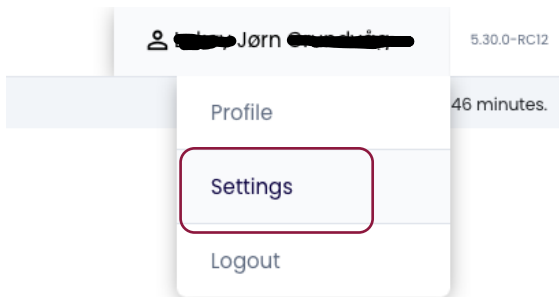 Jørn
5.30.0-RC12
46 minutes.
Profile
Settings
Logout